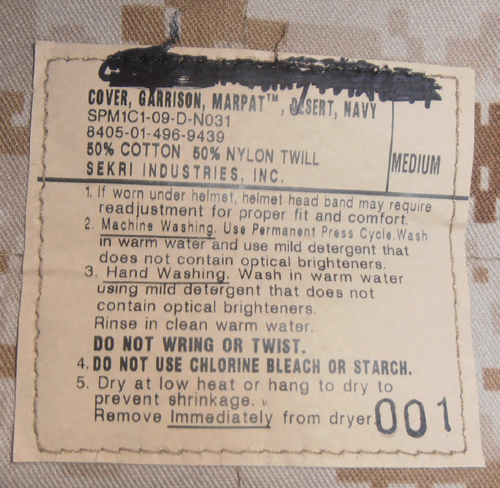 COVER, GARRISON, MARPAT™, DESERT, NAVY
SPM1C1-09-D-N031
8405-01-496-9439
50% COTTON 50% NYLON TWILL
SEKRI INDUSTRIES, INC.
MEDIUM
1. If worn under helmet, helmet head band may require
readjustment for proper fit and comfort.
2. Machine Washing. Use Permanent Press Cycle. Wash
in warm water and use mild detergent that
does not contain optical brighteners.
3. Hand Washing. Wash in warm water
using mild detergent that does not
contain optical brighteners.
Rinse in clean warm water.
DO NOT WRING OR TWIST.
4. DO NOT USE CHLORINE BLEACH OR STARCH.
5. Dry at low heat or hang to dry to
prevent shrinkage.
Remove Immediately from dryer.
001